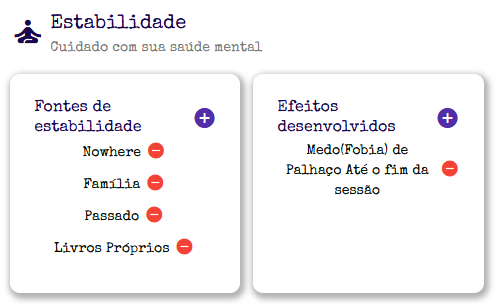 Estabilidade
Cuidado com sua saúde mental
Fontes de
estabilidade
Nowhere
Família
Passado
Livros Próprios
Efeitos
desenvolvidos
Medo(Fobia) de
Palhaço Até o fim da
sessão